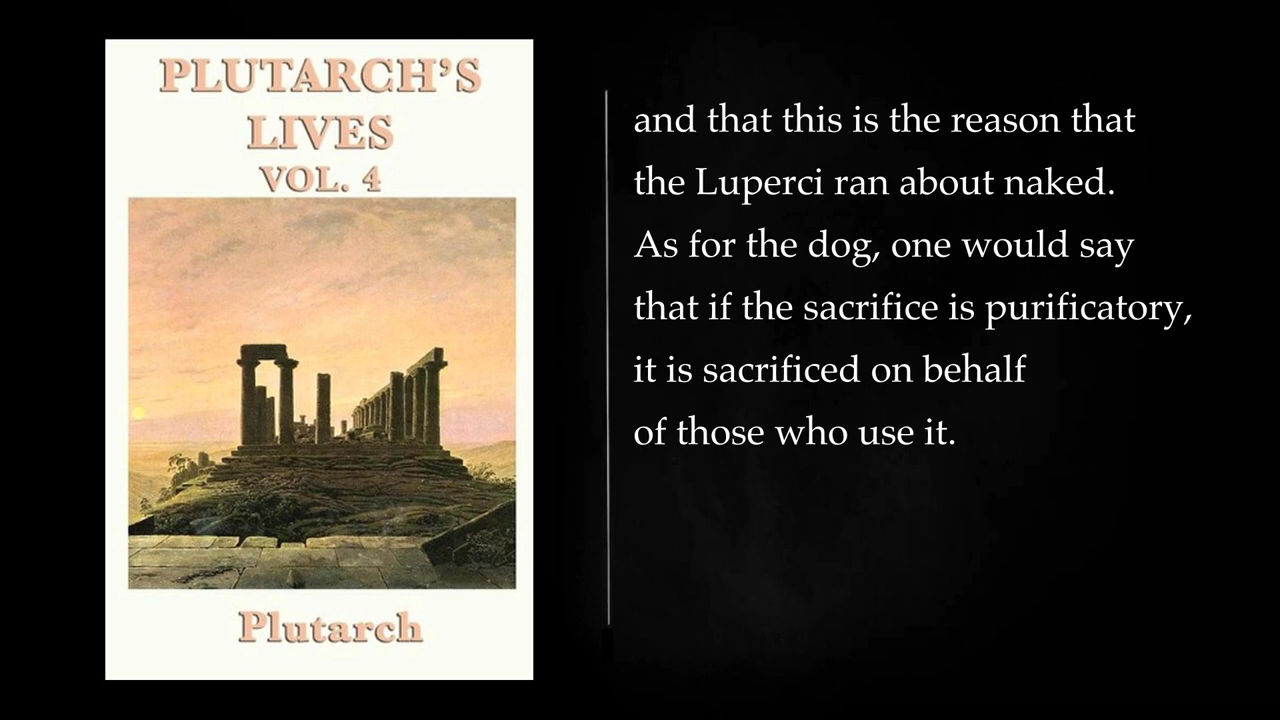 PLUTARCH'S
LIVES
VOL. 4
Plutarch
and that this is the reason that
the Luperci ran about naked.
As for the dog, one would say
that if the sacrifice is purificatory,
it is sacrificed on behalf
of those who use it.